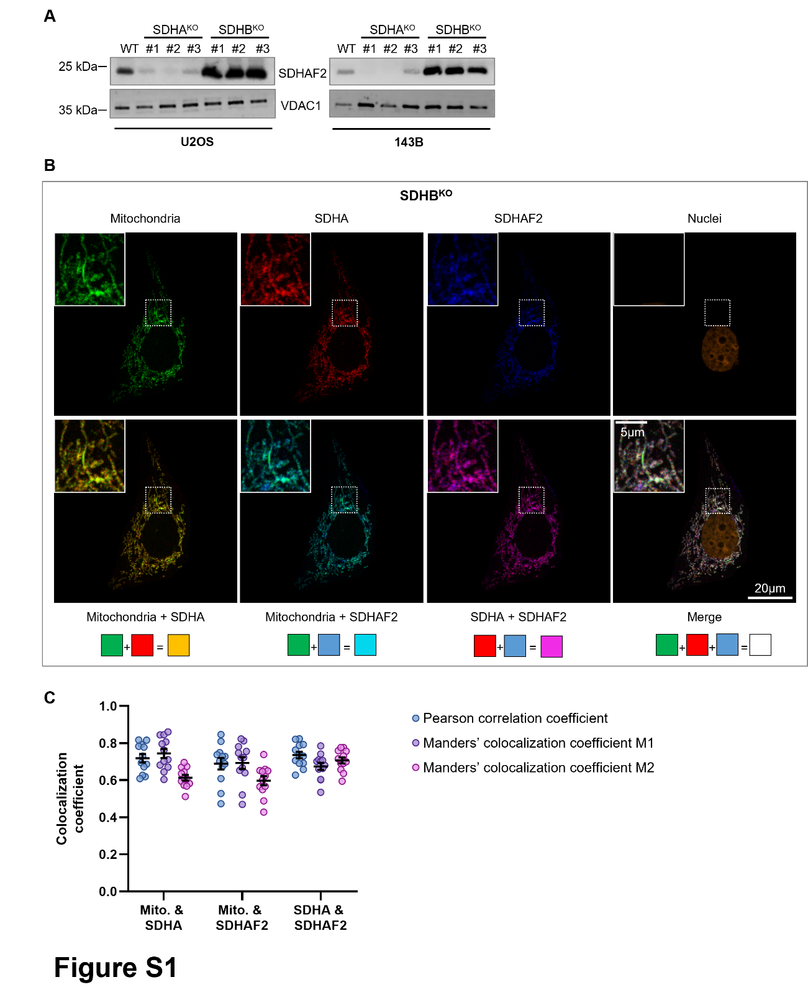 A
SDHAKO SDHBKO SDHAKO SDHBKO
WT #1 #2 #3 #1 #2 #3 WT #1 #2 #3 #1 #2 #3
25 kDa
SDHAF2
35 kDa
VDAC1
U2OS 143B
B
SDHBKO
Mitochondria SDHA SDHAF2 Nuclei
5µm
20µm
Mitochondria + SDHA Mitochondria + SDHAF2 SDHA + SDHAF2 Merge
+ = + = + = + + =
C
1.0
0.8
0.6
0.4
0.2
0.0
Colocalization
coefficient
Mito. & Mito. & SDHA &
SDHA SDHAF2 SDHAF2
Pearson correlation coefficient
Manders’ colocalization coefficient M1
Manders’ colocalization coefficient M2
Figure S1